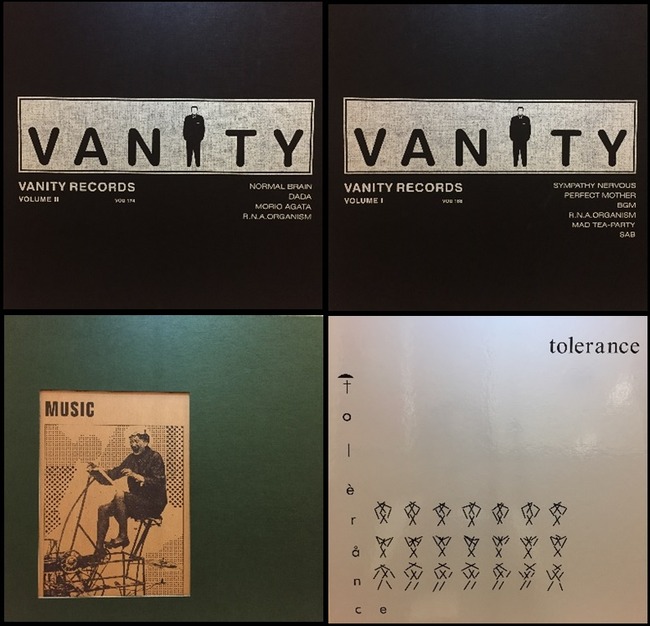 VANITY
VANITY RECORDS
VOLUME II
NORMAL BRAIN
DADA
MORIO AGATA
R.N.A.ORGANISM
VANITY
VANITY RECORDS
VOLUME I
SYMPATHY NERVOUS
PERFECT MOTHER
BGM
R.N.A.ORGANISM
MAD TEA-PARTY
SAB
MUSIC
tolerance
tolèrånce